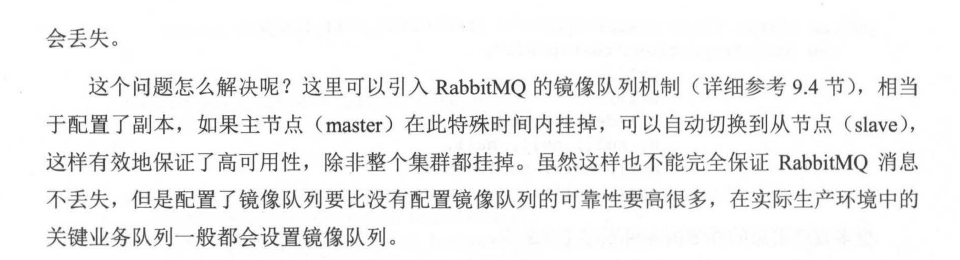 会丢失。
这个问题怎么解决呢？这里可以引入 RabbitMQ 的镜像队列机制（详细参考 9.4 节），相当
于配置了副本，如果主节点（master）在此特殊时间内挂掉，可以自动切换到从节点（slave），
这样有效地保证了高可用性，除非整个集群都挂掉。虽然这样也不能完全保证 RabbitMQ 消息
不丢失，但是配置了镜像队列要比没有配置镜像队列的可靠性要高很多，在实际生产环境中的
关键业务队列一般都会设置镜像队列。